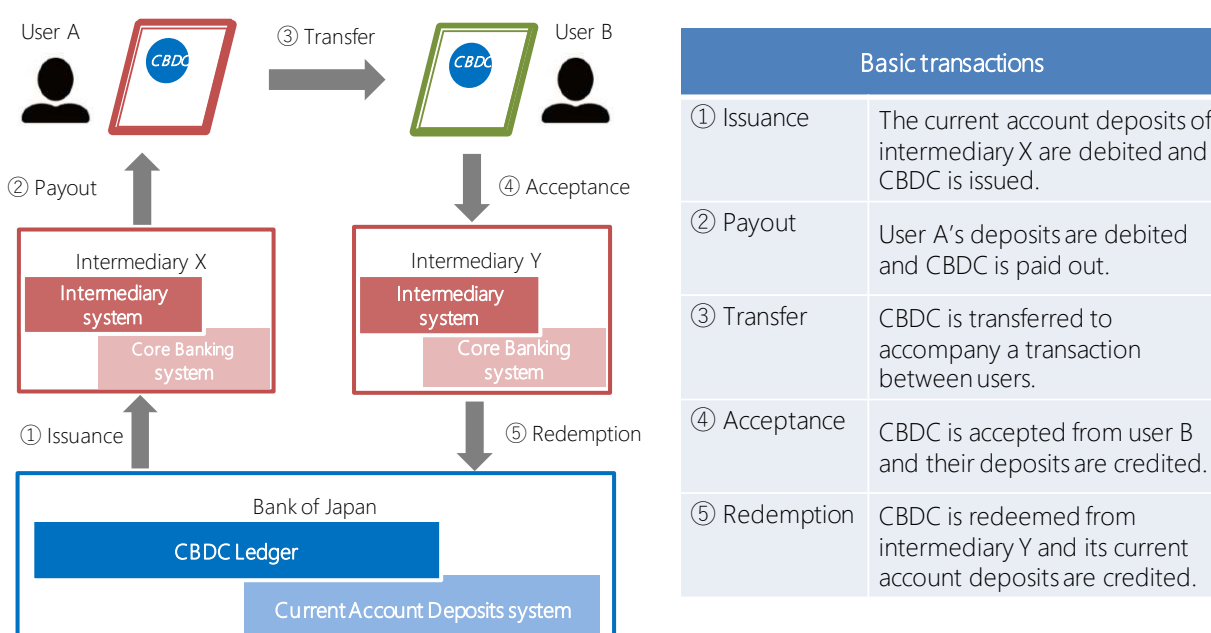 User A
CBDC
③ Transfer
CBDC
User B
② Payout
④ Acceptance
Intermediary X
Intermediary
system
Core Banking
system
Intermediary Y
Intermediary
system
Core Banking
system
① Issuance
⑤ Redemption
Bank of Japan
CBDC Ledger
Current Account Deposits system
Basic transactions
① Issuance
The current account deposits of
intermediary X are debited and
CBDC is issued.
② Payout
User A's deposits are debited
and CBDC is paid out.
③ Transfer
CBDC is transferred to
accompany a transaction
between users.
④ Acceptance
CBDC is accepted from user B
and their deposits are credited.
⑤ Redemption
CBDC is redeemed from
intermediary Y and its current
account deposits are credited.